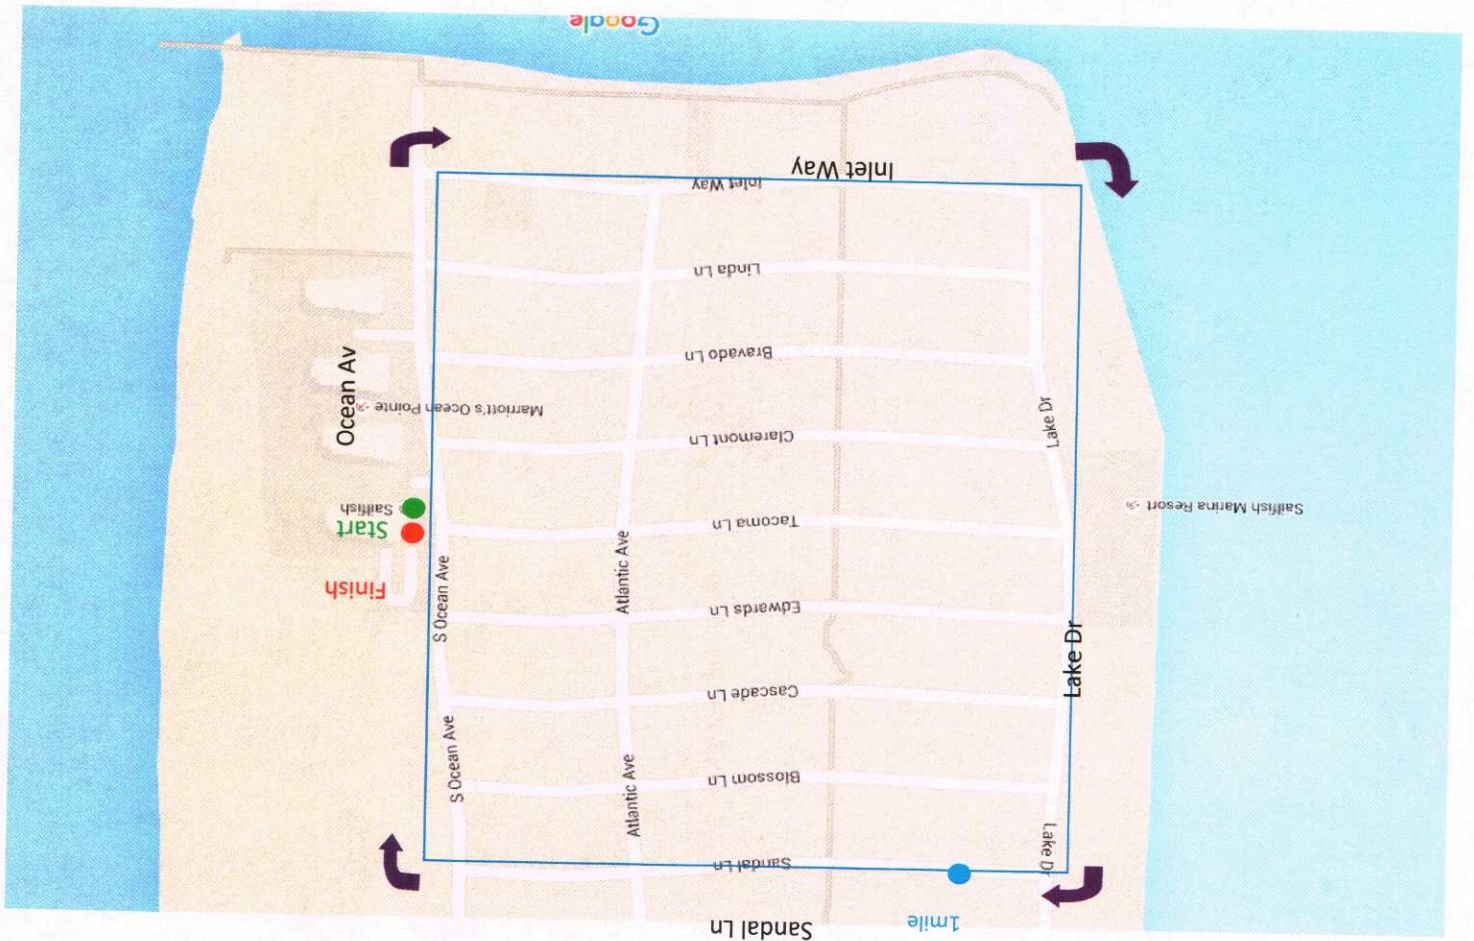 1mile
Sandal Ln
Sandal Ln
Lake Dr
Blossom Ln
Atlantic Ave
S Ocean Ave
Cascade Ln
Lake Dr
Edwards Ln
Atlantic Ave
S Ocean Ave
Finish
Tacoma Ln
Start
Sailfish Marina Resort
Sailfish
Claremont Ln
Lake Dr
Marriott's Ocean Pointe
Ocean Av
Bravado Ln
Linda Ln
Inlet Way
Inlet Way
Google